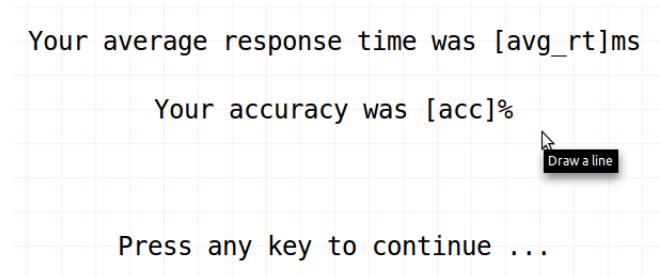 Your average response time was [avg_rt]ms
Your accuracy was [acc]%
Draw a line
Press any key to continue ...